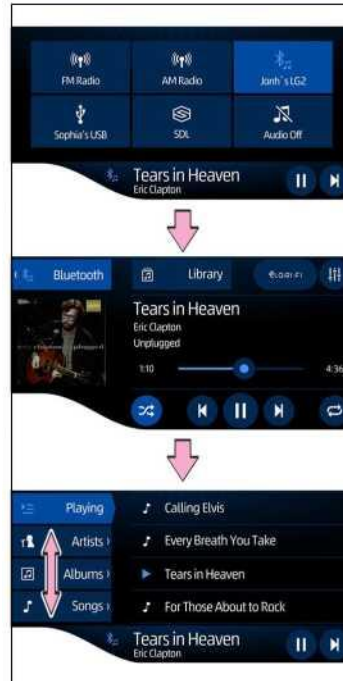 FM Radio
AM Radio
Jonh`s LG2
Sophia's USB
SDL
Audio Off
Tears in Heaven
Eric Clapton
Bluetooth
Library
Tears in Heaven
Eric Clapton
Unplugged
1:10
4:36
Playing
Calling Elvis
Artists
Every Breath You Take
Albums
Tears in Heaven
Songs
For Those About to Rock
Tears in Heaven
Eric Clapton